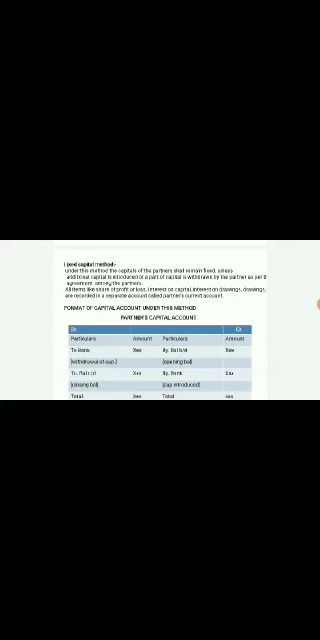 Fixed capital method:-
under this method the capitals of the partners shall remain fixed, unless
additional capital is introduced or a part of capital is withdrawn by the partner as per th
agreement among the partners.
All items like share of profit or loss, interest on capital, interest on drawings, drawings,
are recorded in a separate account called partner's current account.
FORMAT OF CAPITAL ACCOUNT UNDER THIS METHOD
PARTNER'S CAPITAL ACCOUNT
Dr. Cr.
Particulars Amount Particulars Amount
To Bank Xxx By. Bal b/d Xxx
[withdrawal of cap.] [opening bal]
To. Bal c/d Xxx By. Bank Xxx
[closing bal] [cap introduced]
Total. Xxx Total xxx